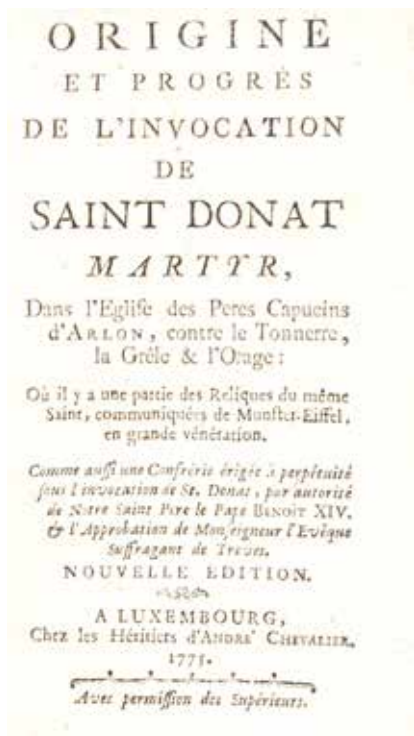 ORIGINE
ET PROGRÈS
DE L'INVOCATION
DE
SAINT DONAT
MARTYR,
Dans l'Eglise des Peres Capucins
d'ARLON, contre le Tonnerre,
la Grêle & l'Orage:
Où il y a une partie des Reliques du même
Saint, communiquées de Munster-Eiffel,
en grande vénération.
Comme aussi une Confrérie érigée à perpétuité
sous l'invocation de St. Donat, par autorité
de Notre Saint Pere le Pape BENOIT XIV.
& l'Approbation de Monseigneur l'Evêque
Suffragant de Treves.
NOUVELLE EDITION.
A LUXEMBOURG,
Chez les Héritiers d'ANDRÉ CHEVALIER.
1775.
Avec permission des Supérieurs.